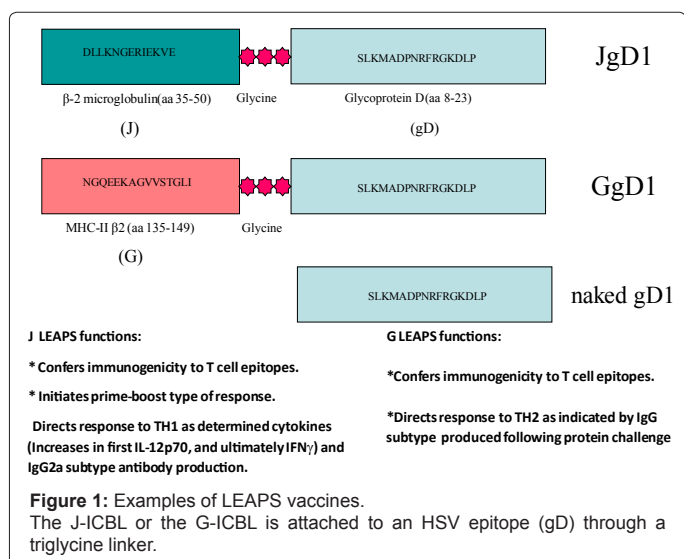 DLLKNGERIEKVE
SLKMADPNRFRGKDLP
JgD1
β-2 microglobulin(aa 35-50)
Glycine
Glycoprotein D(aa 8-23)
(J)
(gD)
NGQEEKAGVVSTGLI
SLKMADPNRFRGKDLP
GgD1
MHC-II β2 (aa 135-149)
Glycine
(G)
SLKMADPNRFRGKDLP
naked gD1
J LEAPS functions:
* Confers immunogenicity to T cell epitopes.
* Initiates prime-boost type of response.
Directs response to TH1 as determined cytokines
(Increases in first IL-12p70, and ultimately IFNγ) and
IgG2a subtype antibody production.
G LEAPS functions:
*Confers immunogenicity to T cell epitopes.
*Directs response to TH2 as indicated by IgG
subtype produced following protein challenge
Figure 1: Examples of LEAPS vaccines.
The J-ICBL or the G-ICBL is attached to an HSV epitope (gD) through a
triglycine linker.